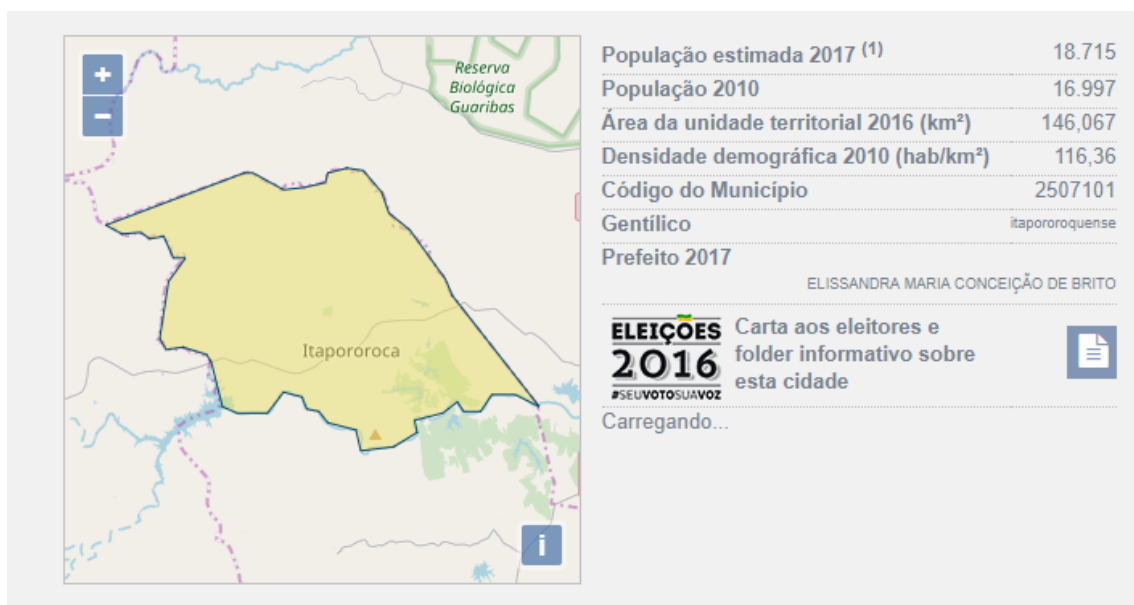 +
−
Reserva
Biológica
Guaribas
Itapororoca
i
População estimada 2017 (1) 18.715
População 2010 16.997
Área da unidade territorial 2016 (km²) 146,067
Densidade demográfica 2010 (hab/km²) 116,36
Código do Município 2507101
Gentílico itapororoquense
Prefeito 2017
ELISSANDRA MARIA CONCEIÇÃO DE BRITO
ELEIÇÕES
2016
#SEUVOTOSUAVOZ
Carta aos eleitores e
folder informativo sobre
esta cidade
Carregando...